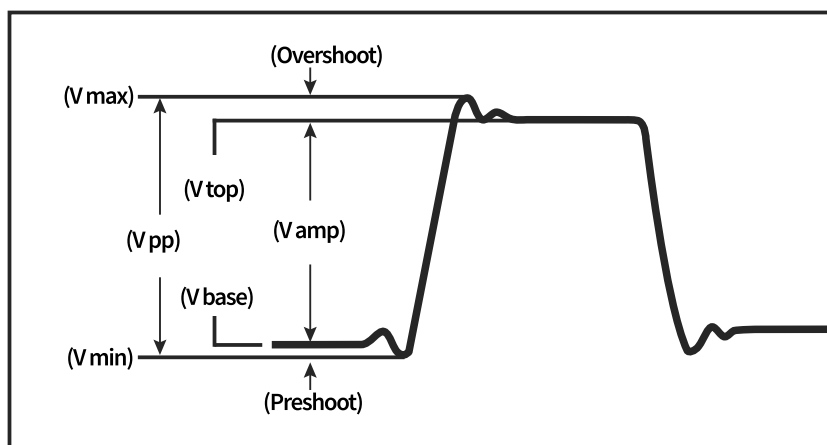 (Overshoot)
(V max)
(V top)
(V amp)
(V pp)
(V base)
(V min)
(Preshoot)